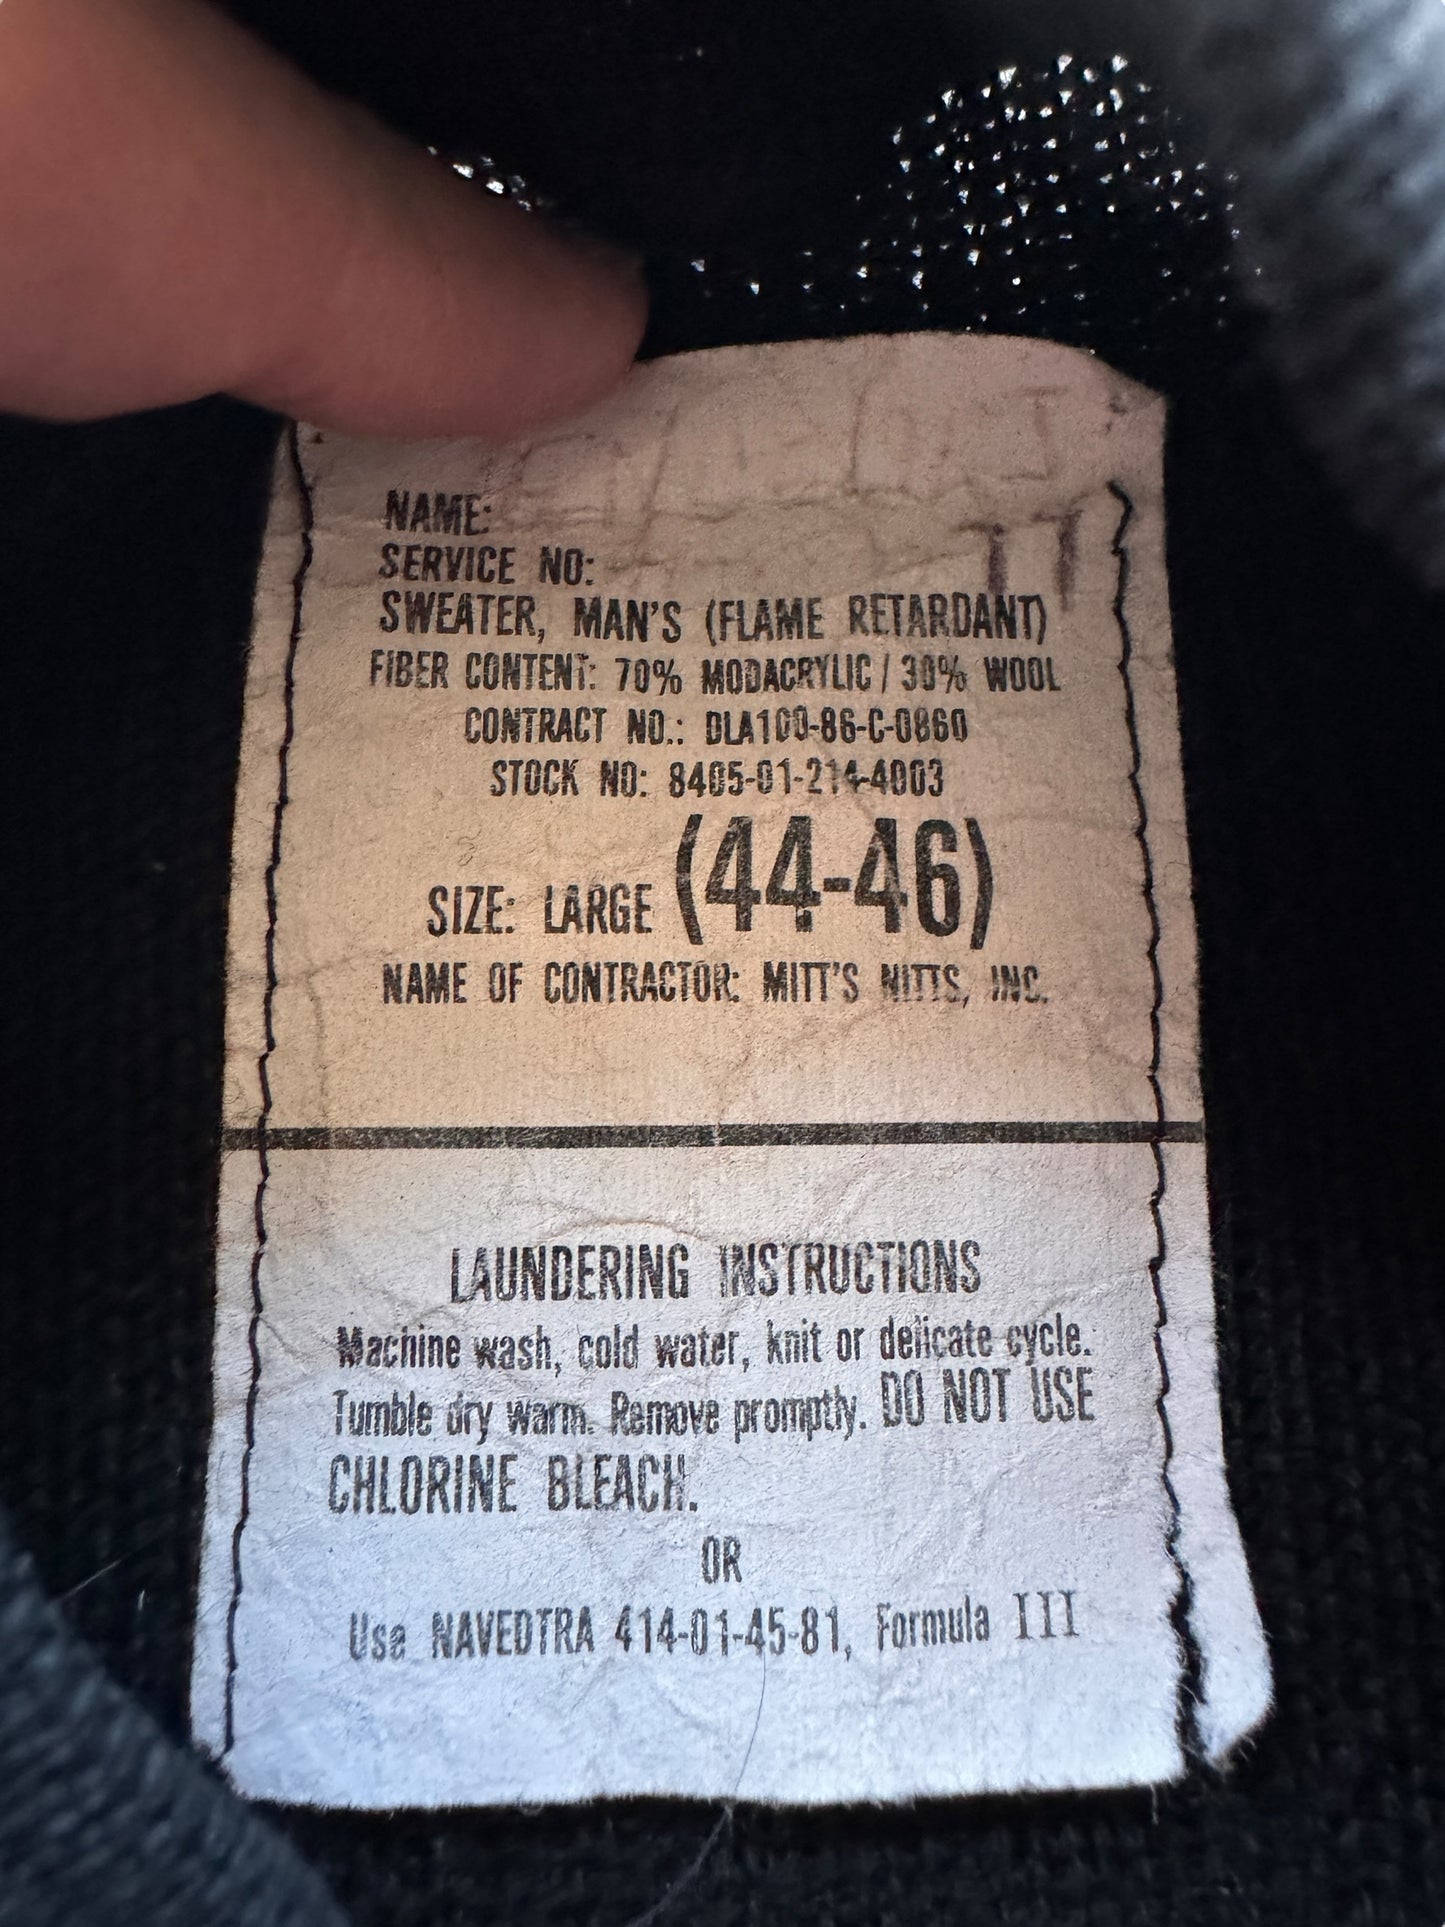 NAME:
SERVICE NO:
SWEATER, MAN'S (FLAME RETARDANT)
FIBER CONTENT: 70% MODACRYLIC / 30% WOOL
CONTRACT NO.: DLA100-86-C-0860
STOCK NO: 8405-01-214-4003
SIZE: LARGE (44-46)
NAME OF CONTRACTOR: MITT'S NITTS, INC.
LAUNDERING INSTRUCTIONS
Machine wash, cold water, knit or delicate cycle.
Tumble dry warm. Remove promptly. DO NOT USE
CHLORINE BLEACH.
OR
Use NAVEDTRA 414-01-45-81, Formula III